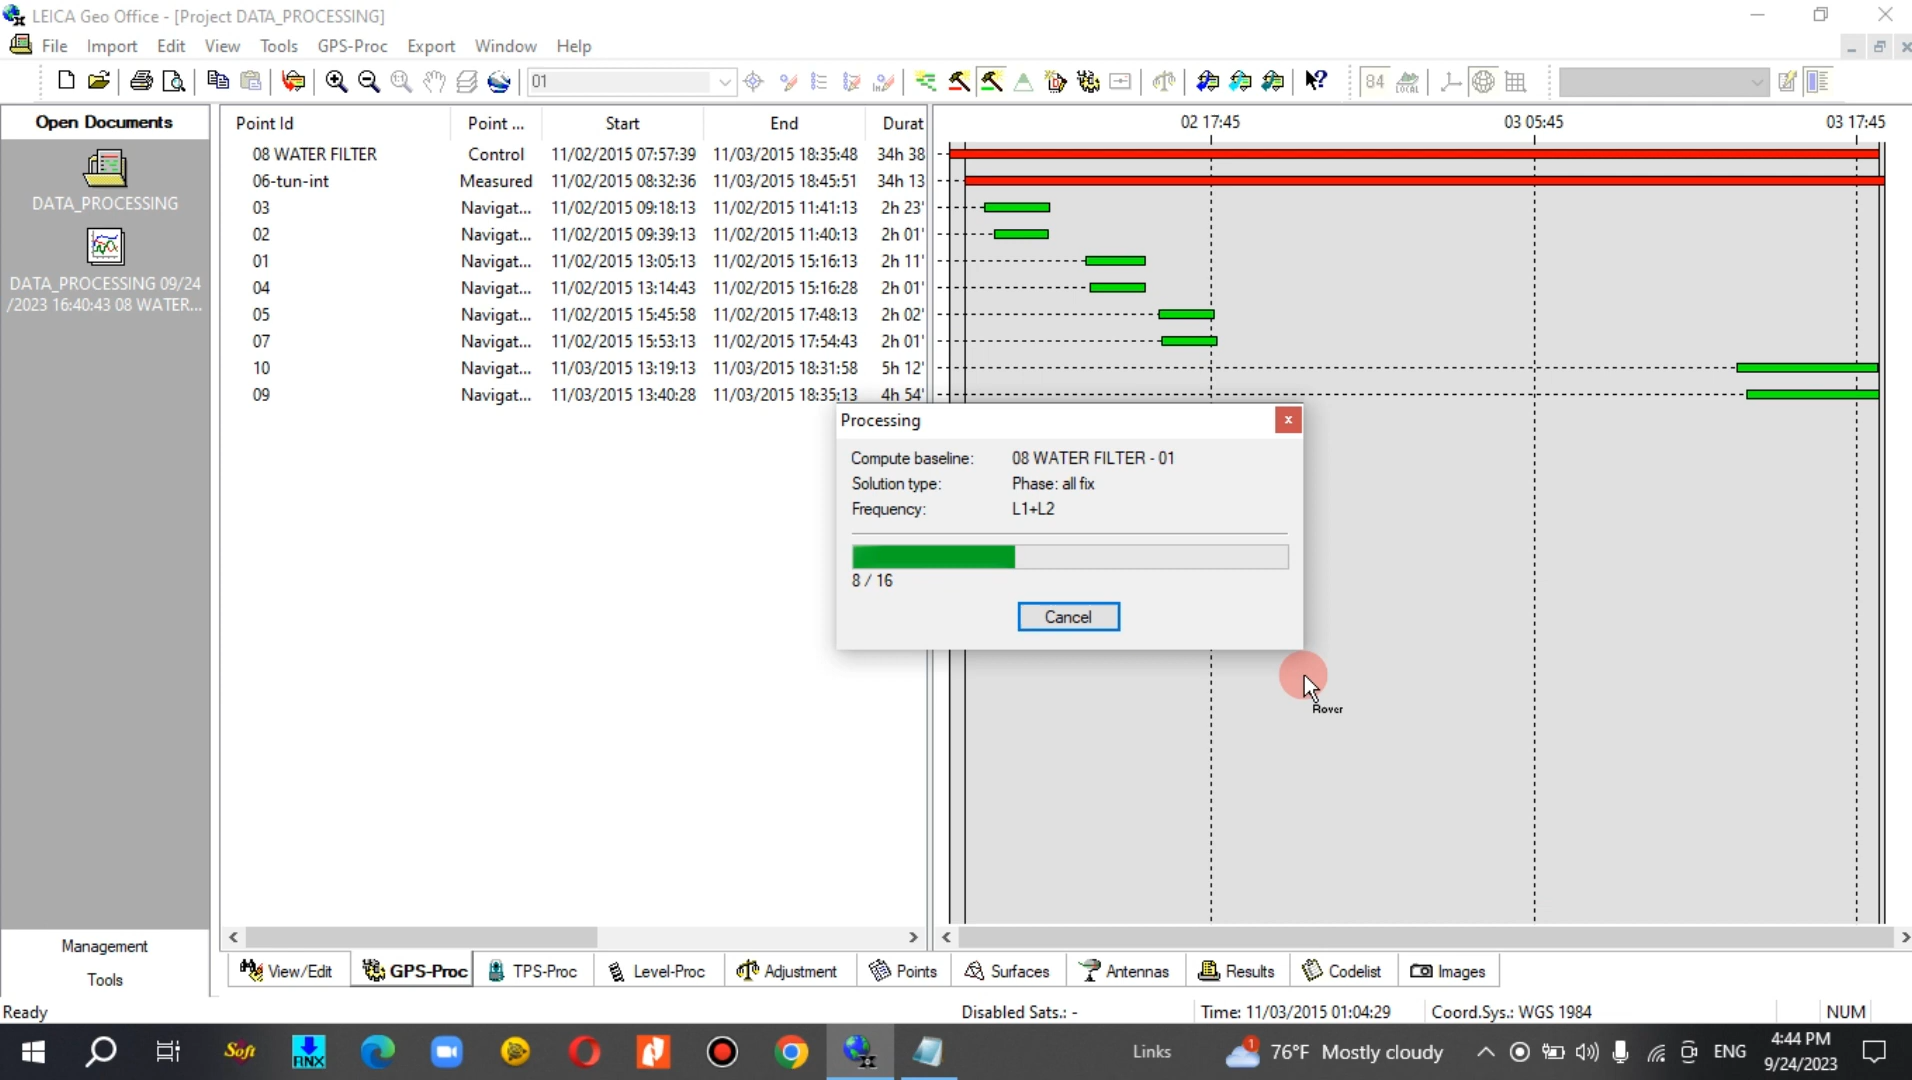 LEICA Geo Office - [Project DATA_PROCESSING]
File Import Edit View Tools GPS-Proc Export Window Help
01
84
LOCAL
Open Documents
DATA_PROCESSING
DATA_PROCESSING 09/24
/2023 16:40:43 08 WATER...
Management
Tools
Point Id Point ... Start End Durat
08 WATER FILTER Control 11/02/2015 07:57:39 11/03/2015 18:35:48 34h 38
06-tun-int Measured 11/02/2015 08:32:36 11/03/2015 18:45:51 34h 13
03 Navigat... 11/02/2015 09:18:13 11/02/2015 11:41:13 2h 23'
02 Navigat... 11/02/2015 09:39:13 11/02/2015 11:40:13 2h 01'
01 Navigat... 11/02/2015 13:05:13 11/02/2015 15:16:13 2h 11'
04 Navigat... 11/02/2015 13:14:43 11/02/2015 15:16:28 2h 01'
05 Navigat... 11/02/2015 15:45:58 11/02/2015 17:48:13 2h 02'
07 Navigat... 11/02/2015 15:53:13 11/02/2015 17:54:43 2h 01'
10 Navigat... 11/03/2015 13:19:13 11/03/2015 18:31:58 5h 12'
09 Navigat... 11/03/2015 13:40:28 11/03/2015 18:35:13 4h 54'
02 17:45 03 05:45 03 17:45
Processing
x
Compute baseline: 08 WATER FILTER - 01
Solution type: Phase: all fix
Frequency: L1+L2
8 / 16
Cancel
Rover
View/Edit GPS-Proc TPS-Proc Level-Proc Adjustment Points Surfaces Antennas Results Codelist Images
Ready Disabled Sats.: - Time: 11/03/2015 01:04:29 Coord.Sys.: WGS 1984 NUM
Soft
RNX
Links
1
76°F Mostly cloudy
ENG
4:44 PM
9/24/2023